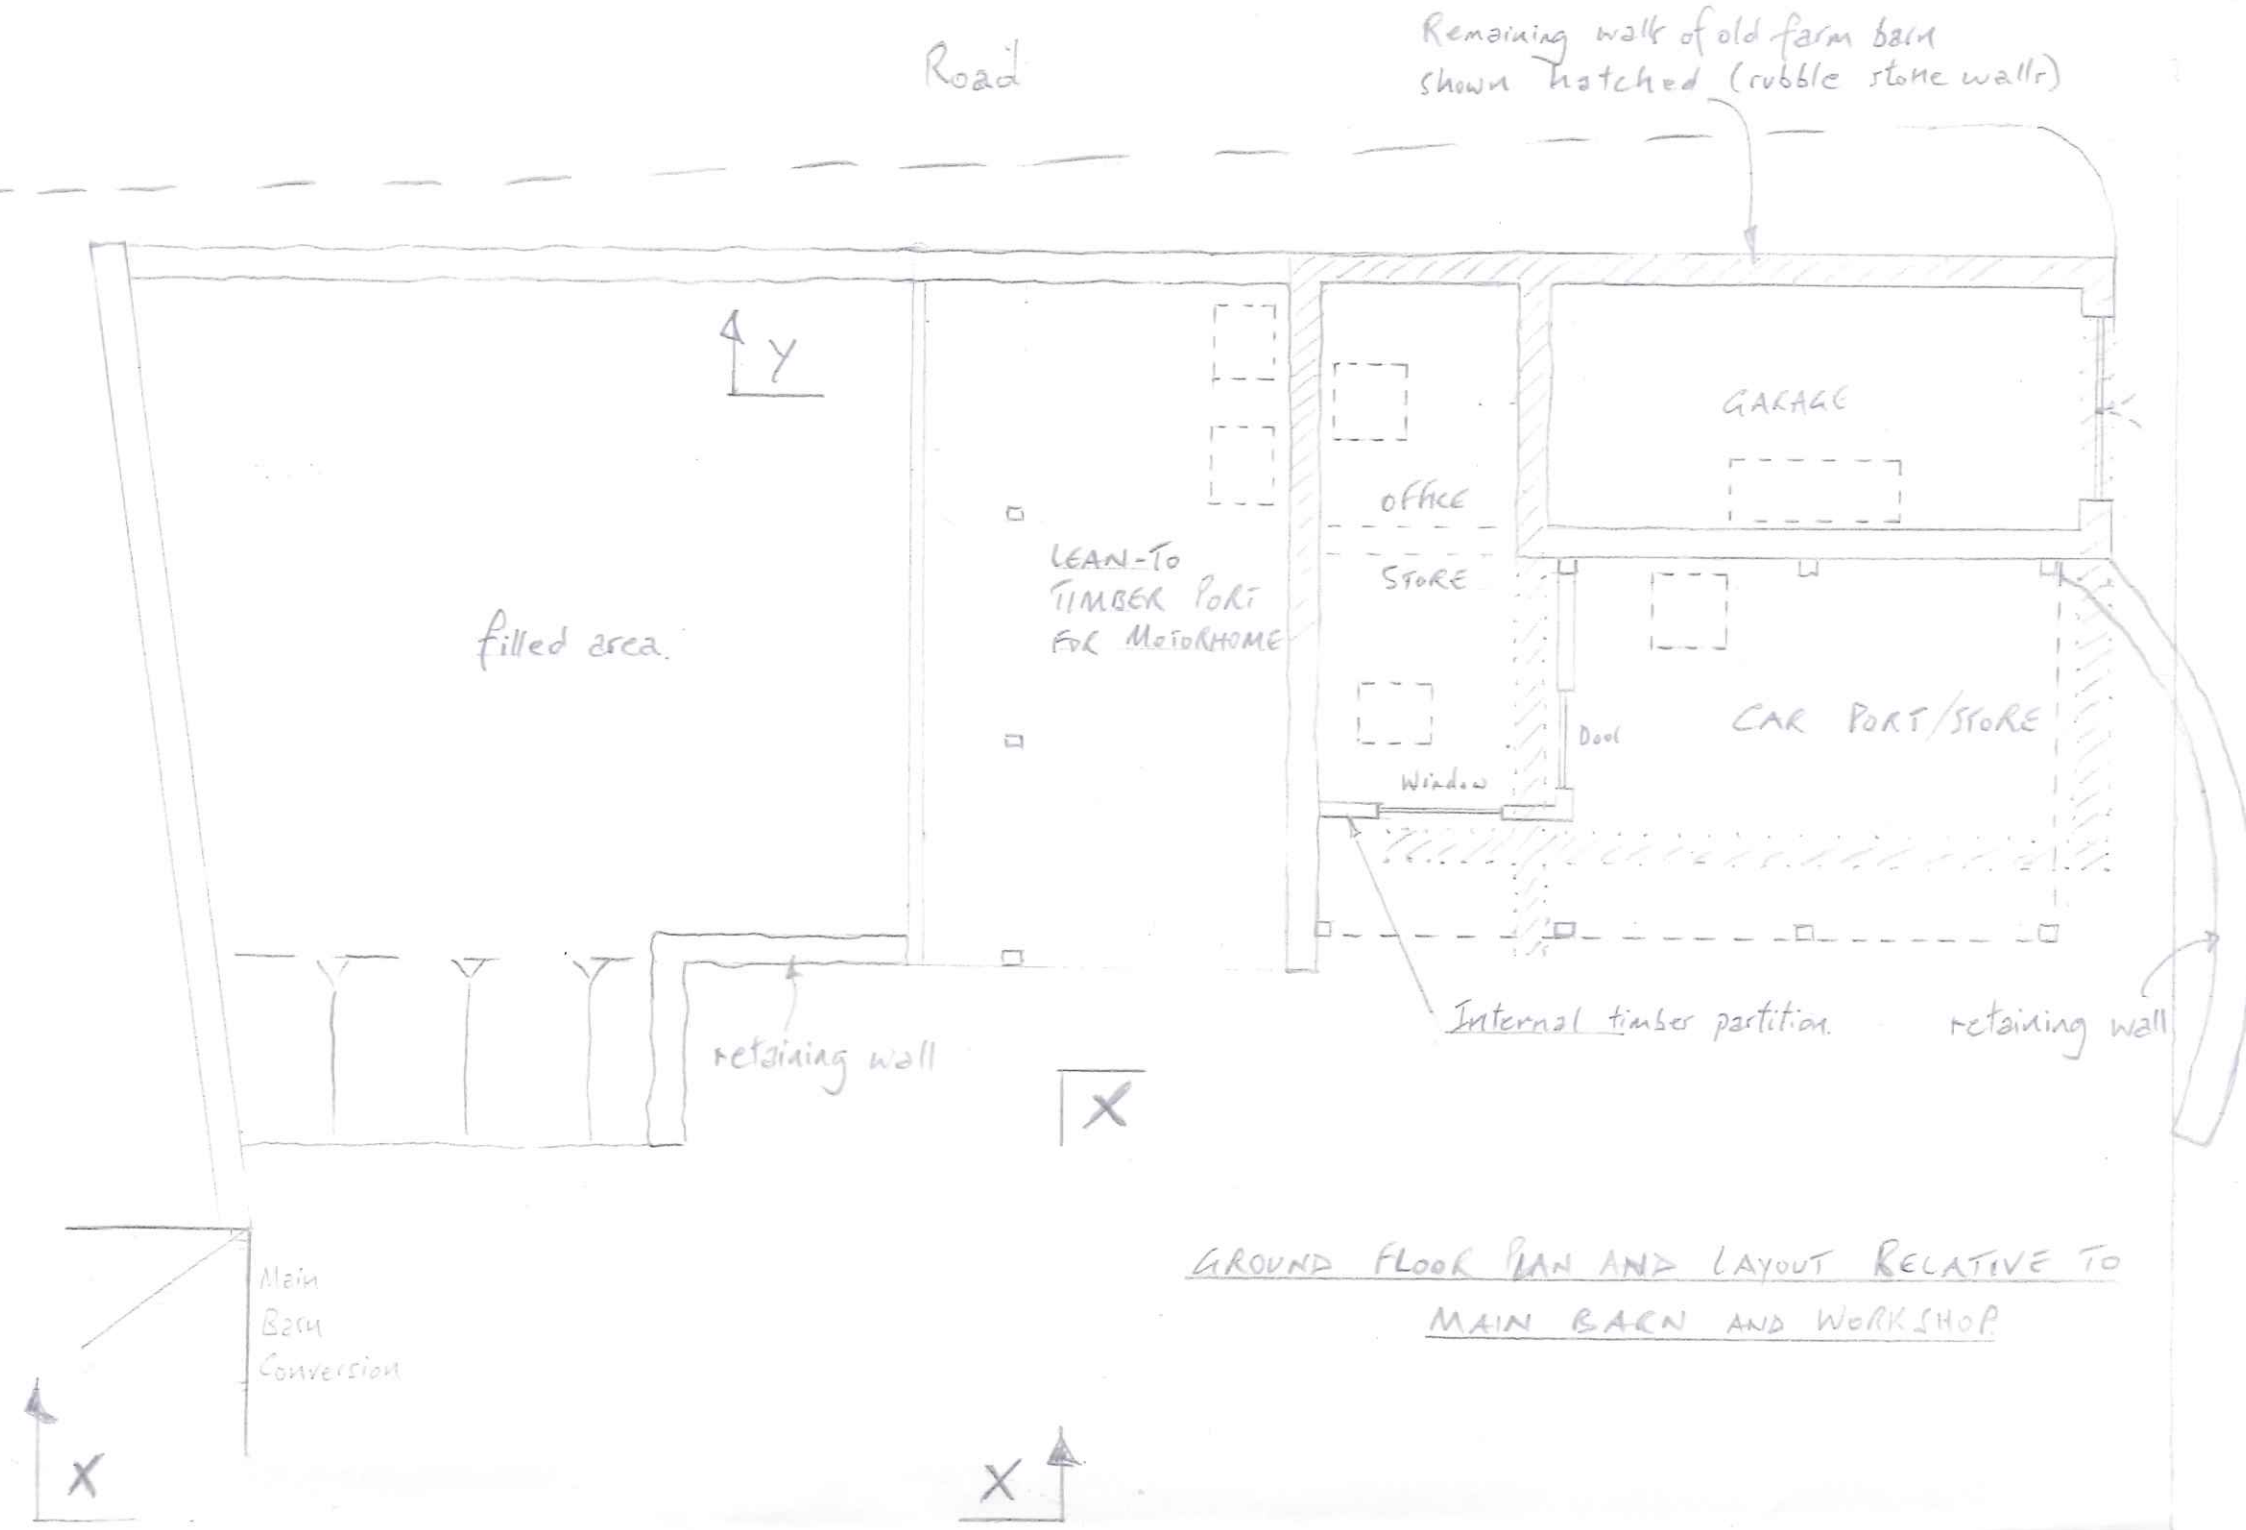 Road
Remaining walls of old farm barn
shown hatched (rubble stone walls)
Y
GARAGE
OFFICE
STORE
LEAN-TO
TIMBER PORT
FOR MOTORHOME
filled area.
CAR PORT/STORE
Door
Window
Internal timber partition.
retaining wall
retaining wall
X
GROUND FLOOR PLAN AND LAYOUT RELATIVE TO
MAIN BARN AND WORKSHOP.
Main
Barn
Conversion
X
X